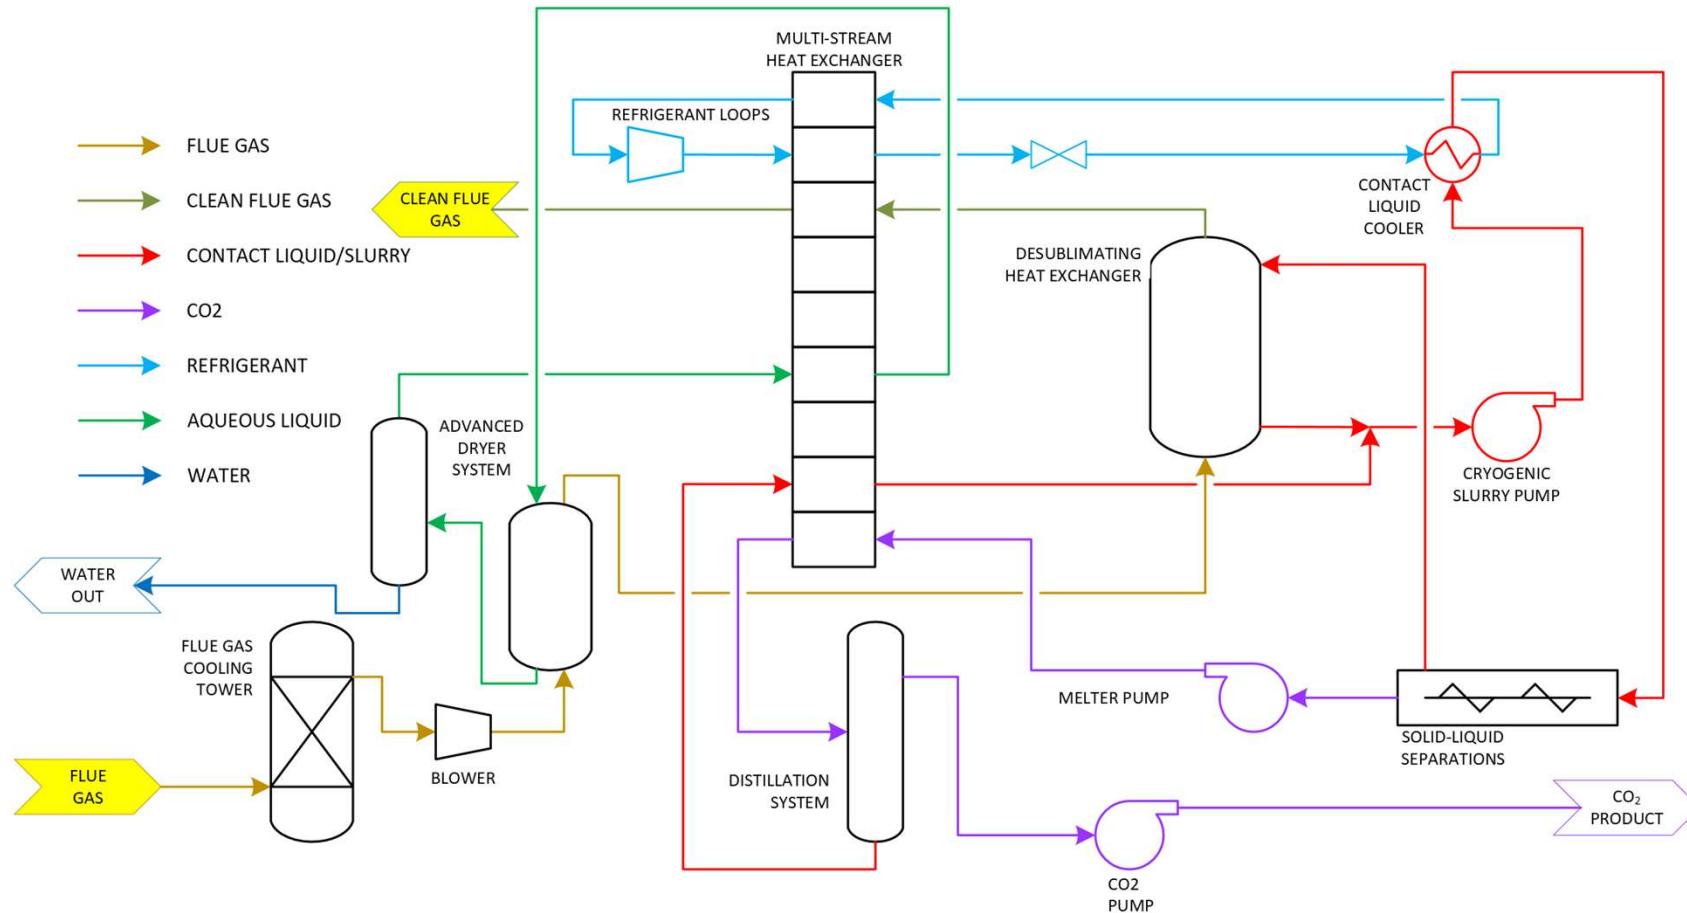 MULTI-STREAM
HEAT EXCHANGER
REFRIGERANT LOOPS
FLUE GAS
CLEAN FLUE GAS
CONTACT LIQUID/SLURRY
CO2
REFRIGERANT
AQUEOUS LIQUID
WATER
CLEAN FLUE
GAS
CONTACT
LIQUID
COOLER
DESUBLIMATING
HEAT EXCHANGER
ADVANCED
DRYER
SYSTEM
CRYOGENIC
SLURRY PUMP
WATER
OUT
FLUE GAS
COOLING
TOWER
MELTER PUMP
SOLID-LIQUID
SEPARATIONS
FLUE
GAS
BLOWER
DISTILLATION
SYSTEM
CO₂
PRODUCT
CO2
PUMP